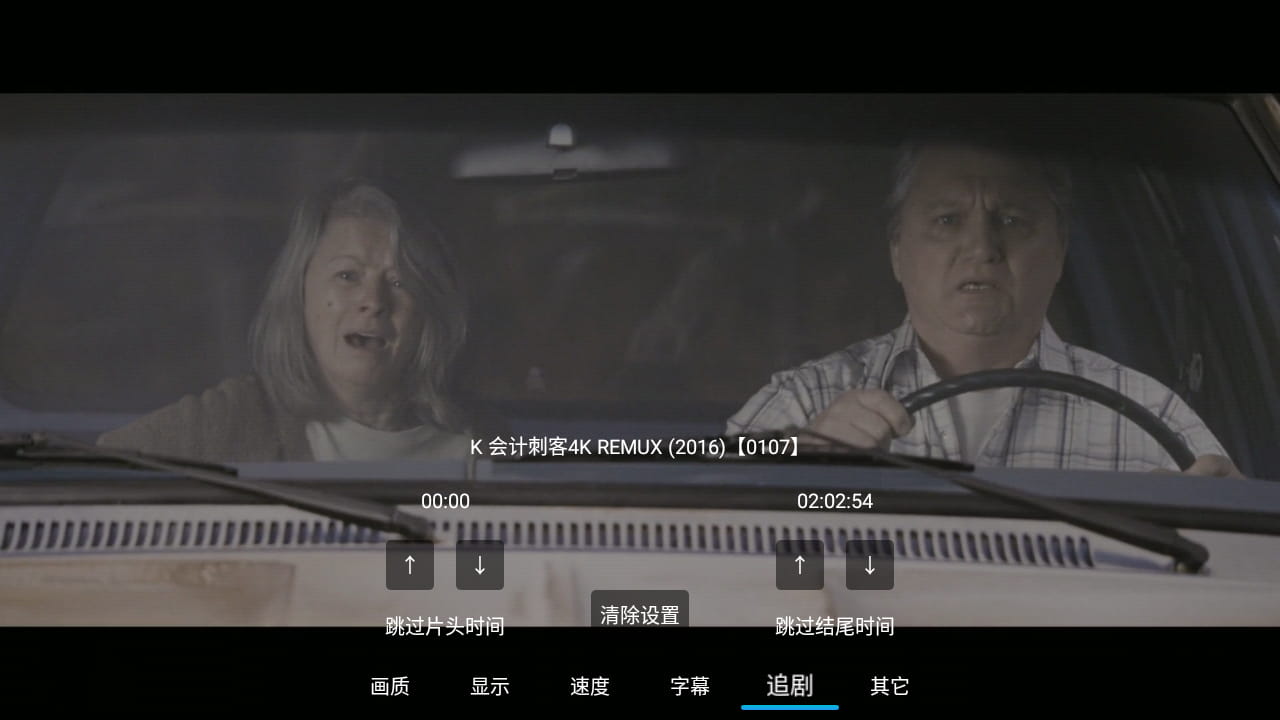 K 会计刺客4K REMUX (2016)【0107】
00:00
02:02:54
↑ ↓
↑ ↓
跳过片头时间
清除设置
跳过结尾时间
画质 显示 速度 字幕 追剧 其它